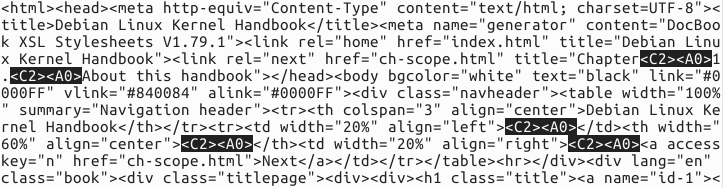 <html><head><meta http-equiv="Content-Type" content="text/html; charset=UTF-8"><
title>Debian Linux Kernel Handbook</title><meta name="generator" content="DocBoo
k XSL Stylesheets V1.79.1"><link rel="home" href="index.html" title="Debian Linu
x Kernel Handbook"><link rel="next" href="ch-scope.html" title="Chapter<C2><A0>1
.<C2><A0>About this handbook"></head><body bgcolor="white" text="black" link="#0
000FF" vlink="#840084" alink="#0000FF"><div class="navheader"><table width="100%
" summary="Navigation header"><tr><th colspan="3" align="center">Debian Linux Ke
rnel Handbook</th></tr><tr><td width="20%" align="left"><C2><A0></td><th width="
60%" align="center"><C2><A0></th><td width="20%" align="right"><C2><A0><a access
key="n" href="ch-scope.html">Next</a></td></tr></table><hr></div><div lang="en" 
class="book"><div class="titlepage"><div><div><h1 class="title"><a name="id-1"><